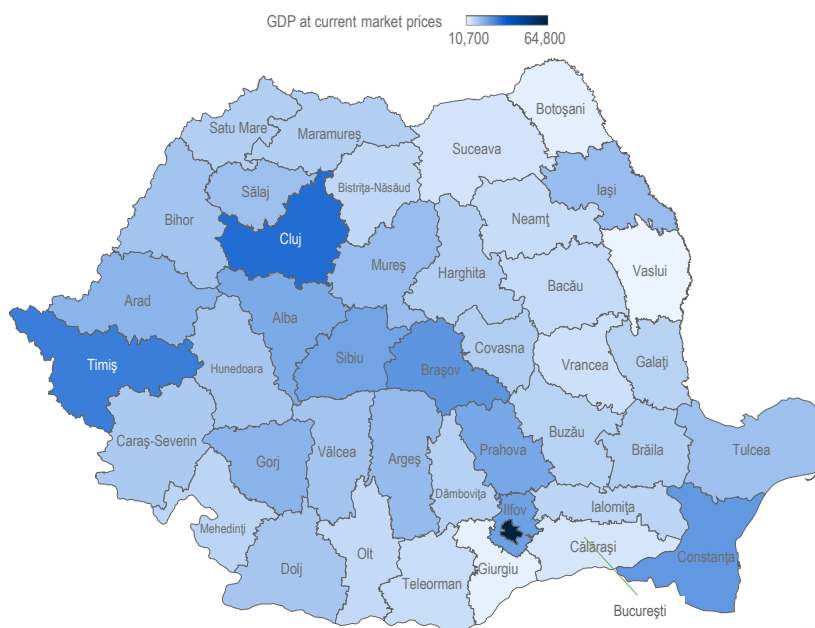 GDP at current market prices
10,700 64,800
Botoşani
Satu Mare
Maramureş
Suceava
Iaşi
Bistriţa-Năsăud
Sălaj
Bihor
Neamţ
Cluj
Mureş
Harghita
Vaslui
Bacău
Arad
Alba
Timiş
Hunedoara
Sibiu
Braşov
Covasna
Vrancea
Galaţi
Caraş-Severin
Gorj
Vâlcea
Argeş
Prahova
Buzău
Brăila
Tulcea
Dâmboviţa
Ilfov
Ialomiţa
Mehedinţi
Călăraşi
Constanţa
Dolj
Olt
Teleorman
Giurgiu
Bucureşti